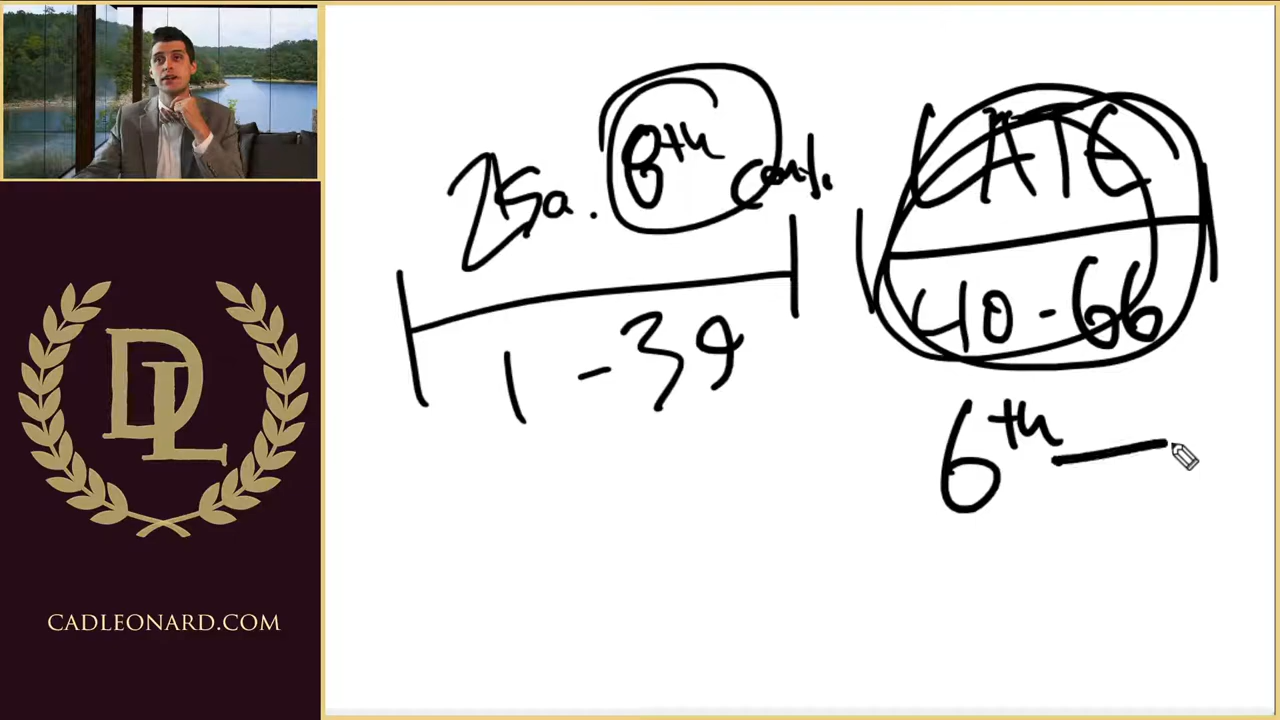 Isa. 8th cent.
1-39
LATE
40-66
6th
DL
CADLEONARD.COM